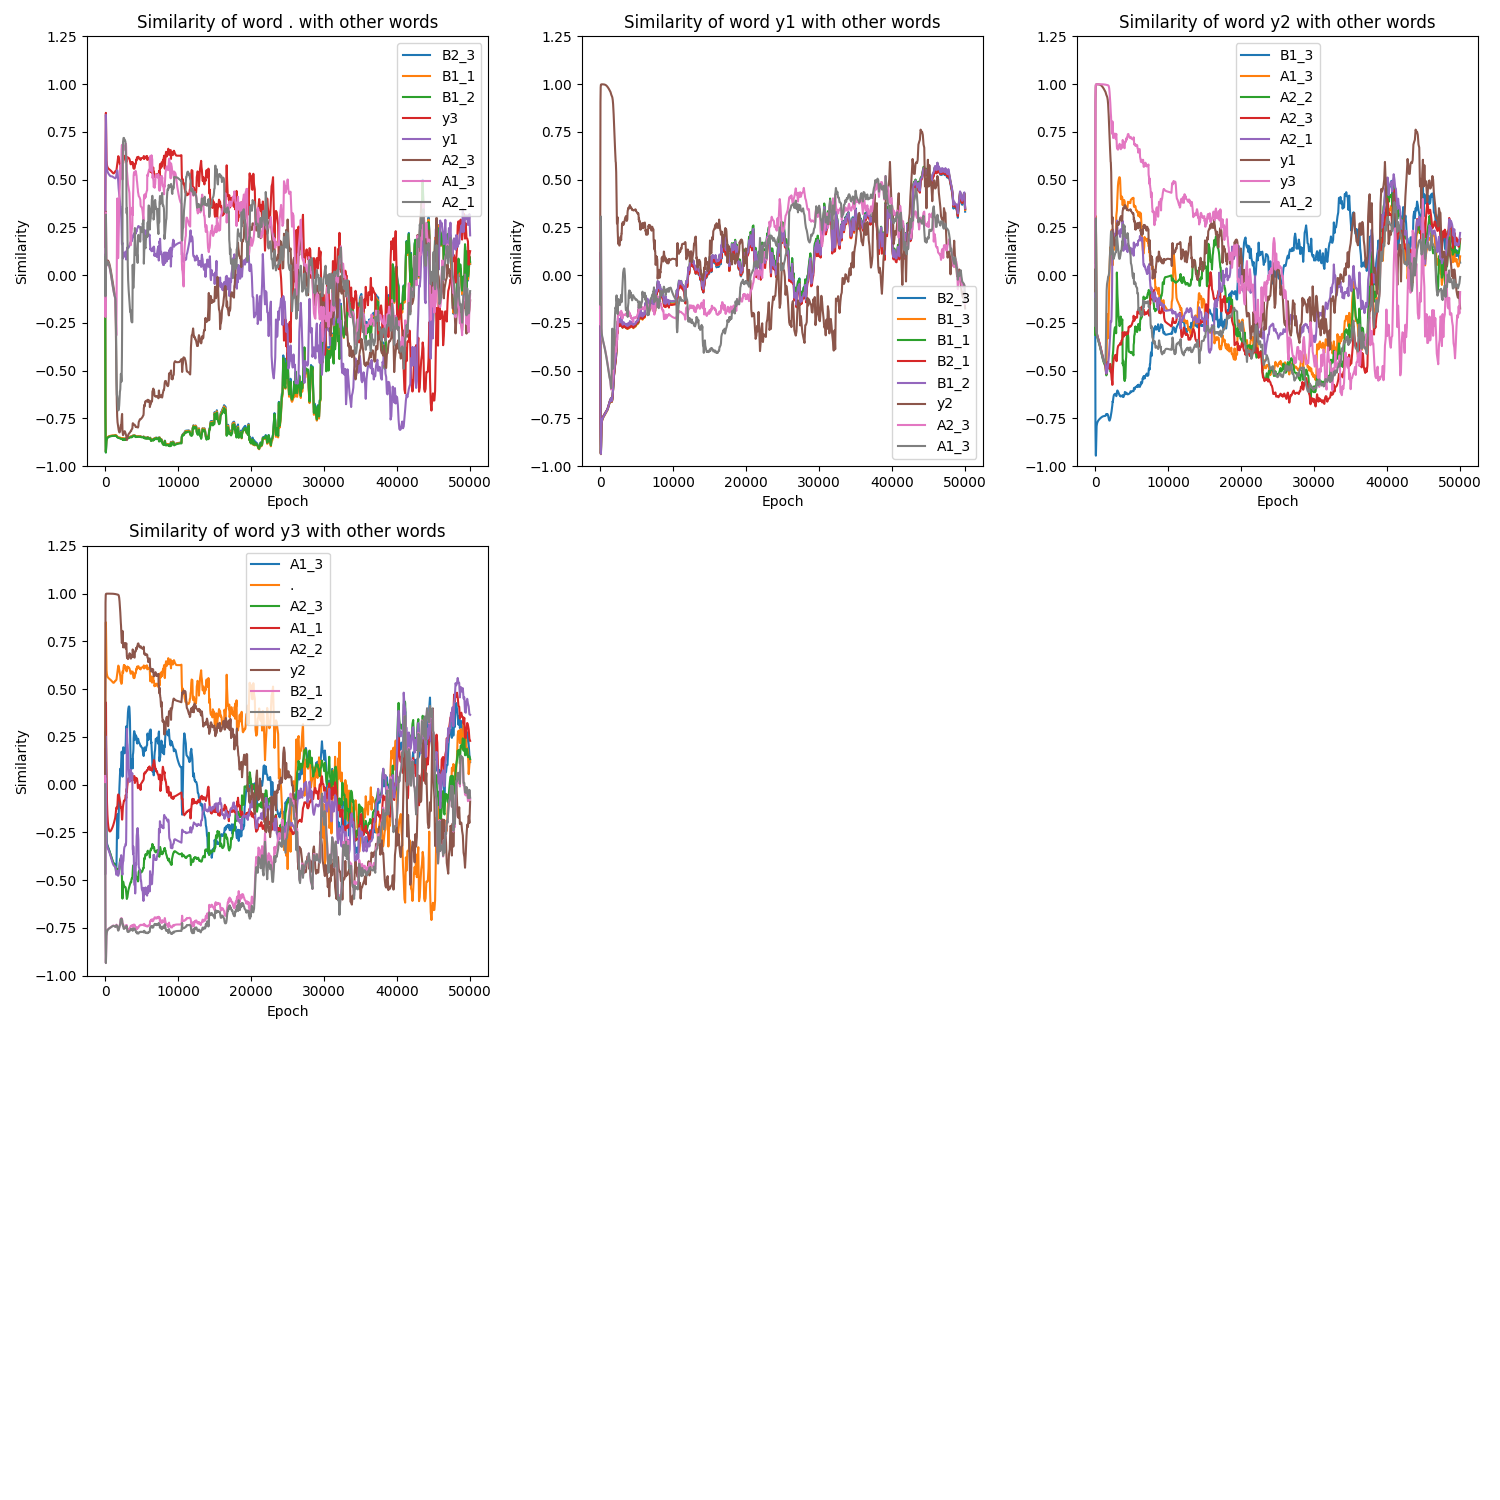 Similarity of word . with other words
1.25
1.00
0.75
0.50
0.25
0.00
−0.25
−0.50
−0.75
−1.00
Similarity
0 10000 20000 30000 40000 50000
Epoch
B2_3
B1_1
B1_2
y3
y1
A2_3
A1_3
A2_1
Similarity of word y1 with other words
1.25
1.00
0.75
0.50
0.25
0.00
−0.25
−0.50
−0.75
−1.00
Similarity
0 10000 20000 30000 40000 50000
Epoch
B2_3
B1_3
B1_1
B2_1
B1_2
y2
A2_3
A1_3
Similarity of word y2 with other words
1.25
1.00
0.75
0.50
0.25
0.00
−0.25
−0.50
−0.75
−1.00
Similarity
0 10000 20000 30000 40000 50000
Epoch
B1_3
A1_3
A2_2
A2_3
A2_1
y1
y3
A1_2
Similarity of word y3 with other words
1.25
1.00
0.75
0.50
0.25
0.00
−0.25
−0.50
−0.75
−1.00
Similarity
0 10000 20000 30000 40000 50000
Epoch
A1_3
.
A2_3
A1_1
A2_2
y2
B2_1
B2_2